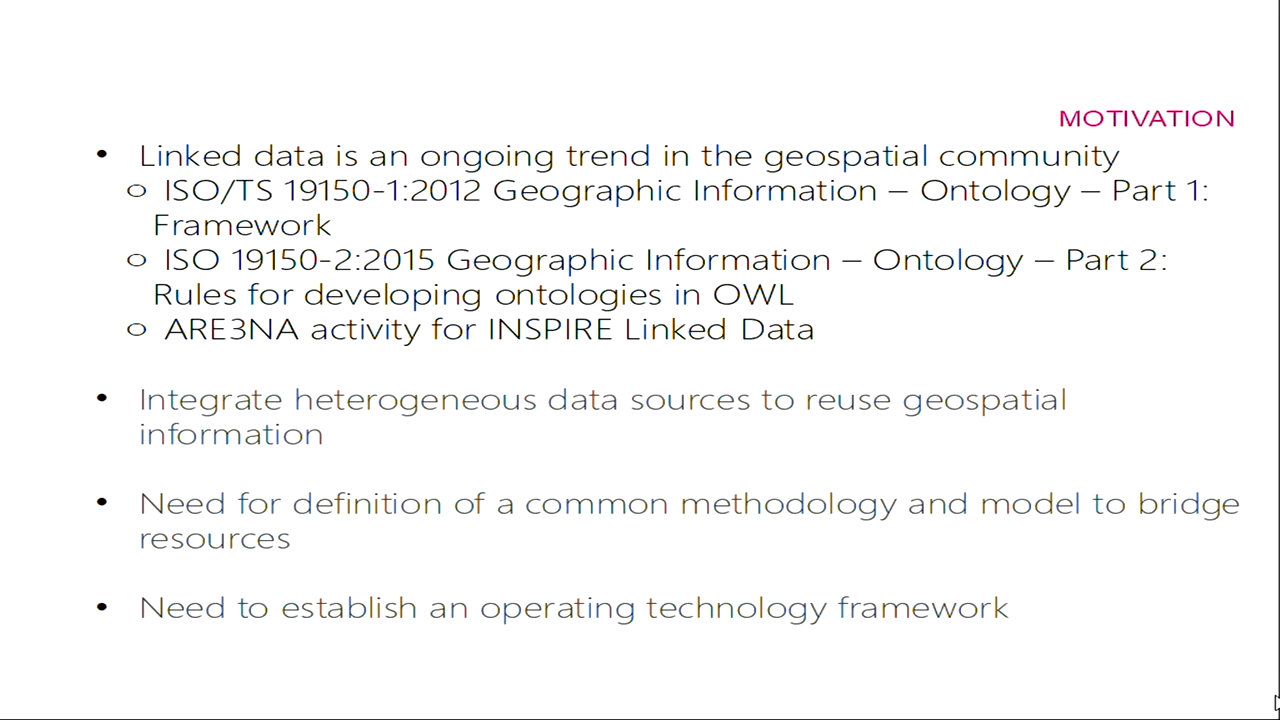 MOTIVATION
• Linked data is an ongoing trend in the geospatial community
o ISO/TS 19150-1:2012 Geographic Information – Ontology – Part 1:
Framework
o ISO 19150-2:2015 Geographic Information – Ontology – Part 2:
Rules for developing ontologies in OWL
o ARE3NA activity for INSPIRE Linked Data
• Integrate heterogeneous data sources to reuse geospatial
information
• Need for definition of a common methodology and model to bridge
resources
• Need to establish an operating technology framework